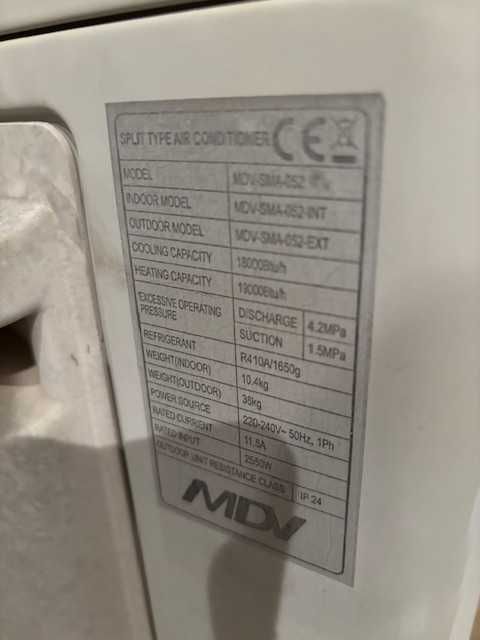 SPLIT TYPE AIR CONDITIONER CE
MODEL MDV-SMA-052
INDOOR MODEL MDV-SMA-052-INT
OUTDOOR MODEL MDV-SMA-052-EXT
COOLING CAPACITY 18000Btu/h
HEATING CAPACITY 19000Btu/h
EXCESSIVE OPERATING PRESSURE DISCHARGE 4.2MPa
SUCTION 1.5MPa
REFRIGERANT R410A/1650g
WEIGHT(INDOOR) 10.4kg
WEIGHT(OUTDOOR) 38kg
POWER SOURCE 220-240V~ 50Hz, 1Ph
RATED CURRENT 11.5A
RATED INPUT 2550W
OUTDOOR UNIT RESISTANCE CLASS IP 24
MDV